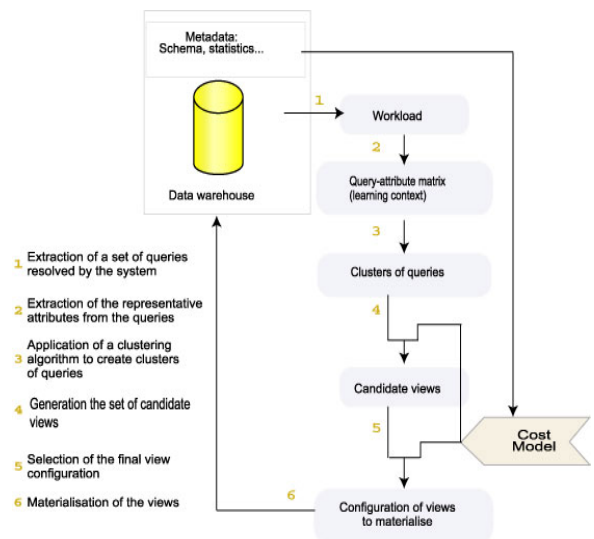 Metadata:
Schema, statistics...
Data warehouse
1
Workload
2
Query-attribute matrix
(learning context)
3
Clusters of queries
4
Candidate views
5
Cost
Model
6
Configuration of views
to materialise
1 Extraction of a set of queries
resolved by the system
2 Extraction of the representative
attributes from the queries
3 Application of a clustering
algorithm to create clusters
of queries
4 Generation the set of candidate
views
5 Selection of the final view
configuration
6 Materialisation of the views